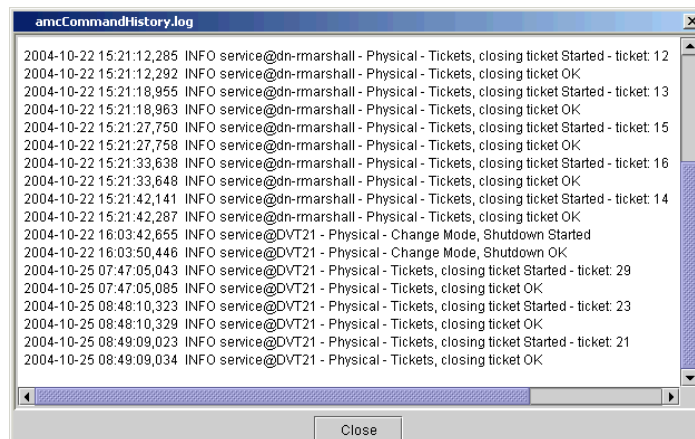 amcCommandHistory.log
2004-10-22 15:21:12,285 INFO service@dn-rmarshall - Physical - Tickets, closing ticket Started - ticket: 12
2004-10-22 15:21:12,292 INFO service@dn-rmarshall - Physical - Tickets, closing ticket OK
2004-10-22 15:21:18,955 INFO service@dn-rmarshall - Physical - Tickets, closing ticket Started - ticket: 13
2004-10-22 15:21:18,963 INFO service@dn-rmarshall - Physical - Tickets, closing ticket OK
2004-10-22 15:21:27,750 INFO service@dn-rmarshall - Physical - Tickets, closing ticket Started - ticket: 15
2004-10-22 15:21:27,758 INFO service@dn-rmarshall - Physical - Tickets, closing ticket OK
2004-10-22 15:21:33,638 INFO service@dn-rmarshall - Physical - Tickets, closing ticket Started - ticket: 16
2004-10-22 15:21:33,648 INFO service@dn-rmarshall - Physical - Tickets, closing ticket OK
2004-10-22 15:21:42,141 INFO service@dn-rmarshall - Physical - Tickets, closing ticket Started - ticket: 14
2004-10-22 15:21:42,287 INFO service@dn-rmarshall - Physical - Tickets, closing ticket OK
2004-10-22 16:03:42,655 INFO service@DVT21 - Physical - Change Mode, Shutdown Started
2004-10-22 16:03:50,446 INFO service@DVT21 - Physical - Change Mode, Shutdown OK
2004-10-25 07:47:05,043 INFO service@DVT21 - Physical - Tickets, closing ticket Started - ticket: 29
2004-10-25 07:47:05,085 INFO service@DVT21 - Physical - Tickets, closing ticket OK
2004-10-25 08:48:10,323 INFO service@DVT21 - Physical - Tickets, closing ticket Started - ticket: 23
2004-10-25 08:48:10,329 INFO service@DVT21 - Physical - Tickets, closing ticket OK
2004-10-25 08:49:09,023 INFO service@DVT21 - Physical - Tickets, closing ticket Started - ticket: 21
2004-10-25 08:49:09,034 INFO service@DVT21 - Physical - Tickets, closing ticket OK
Close